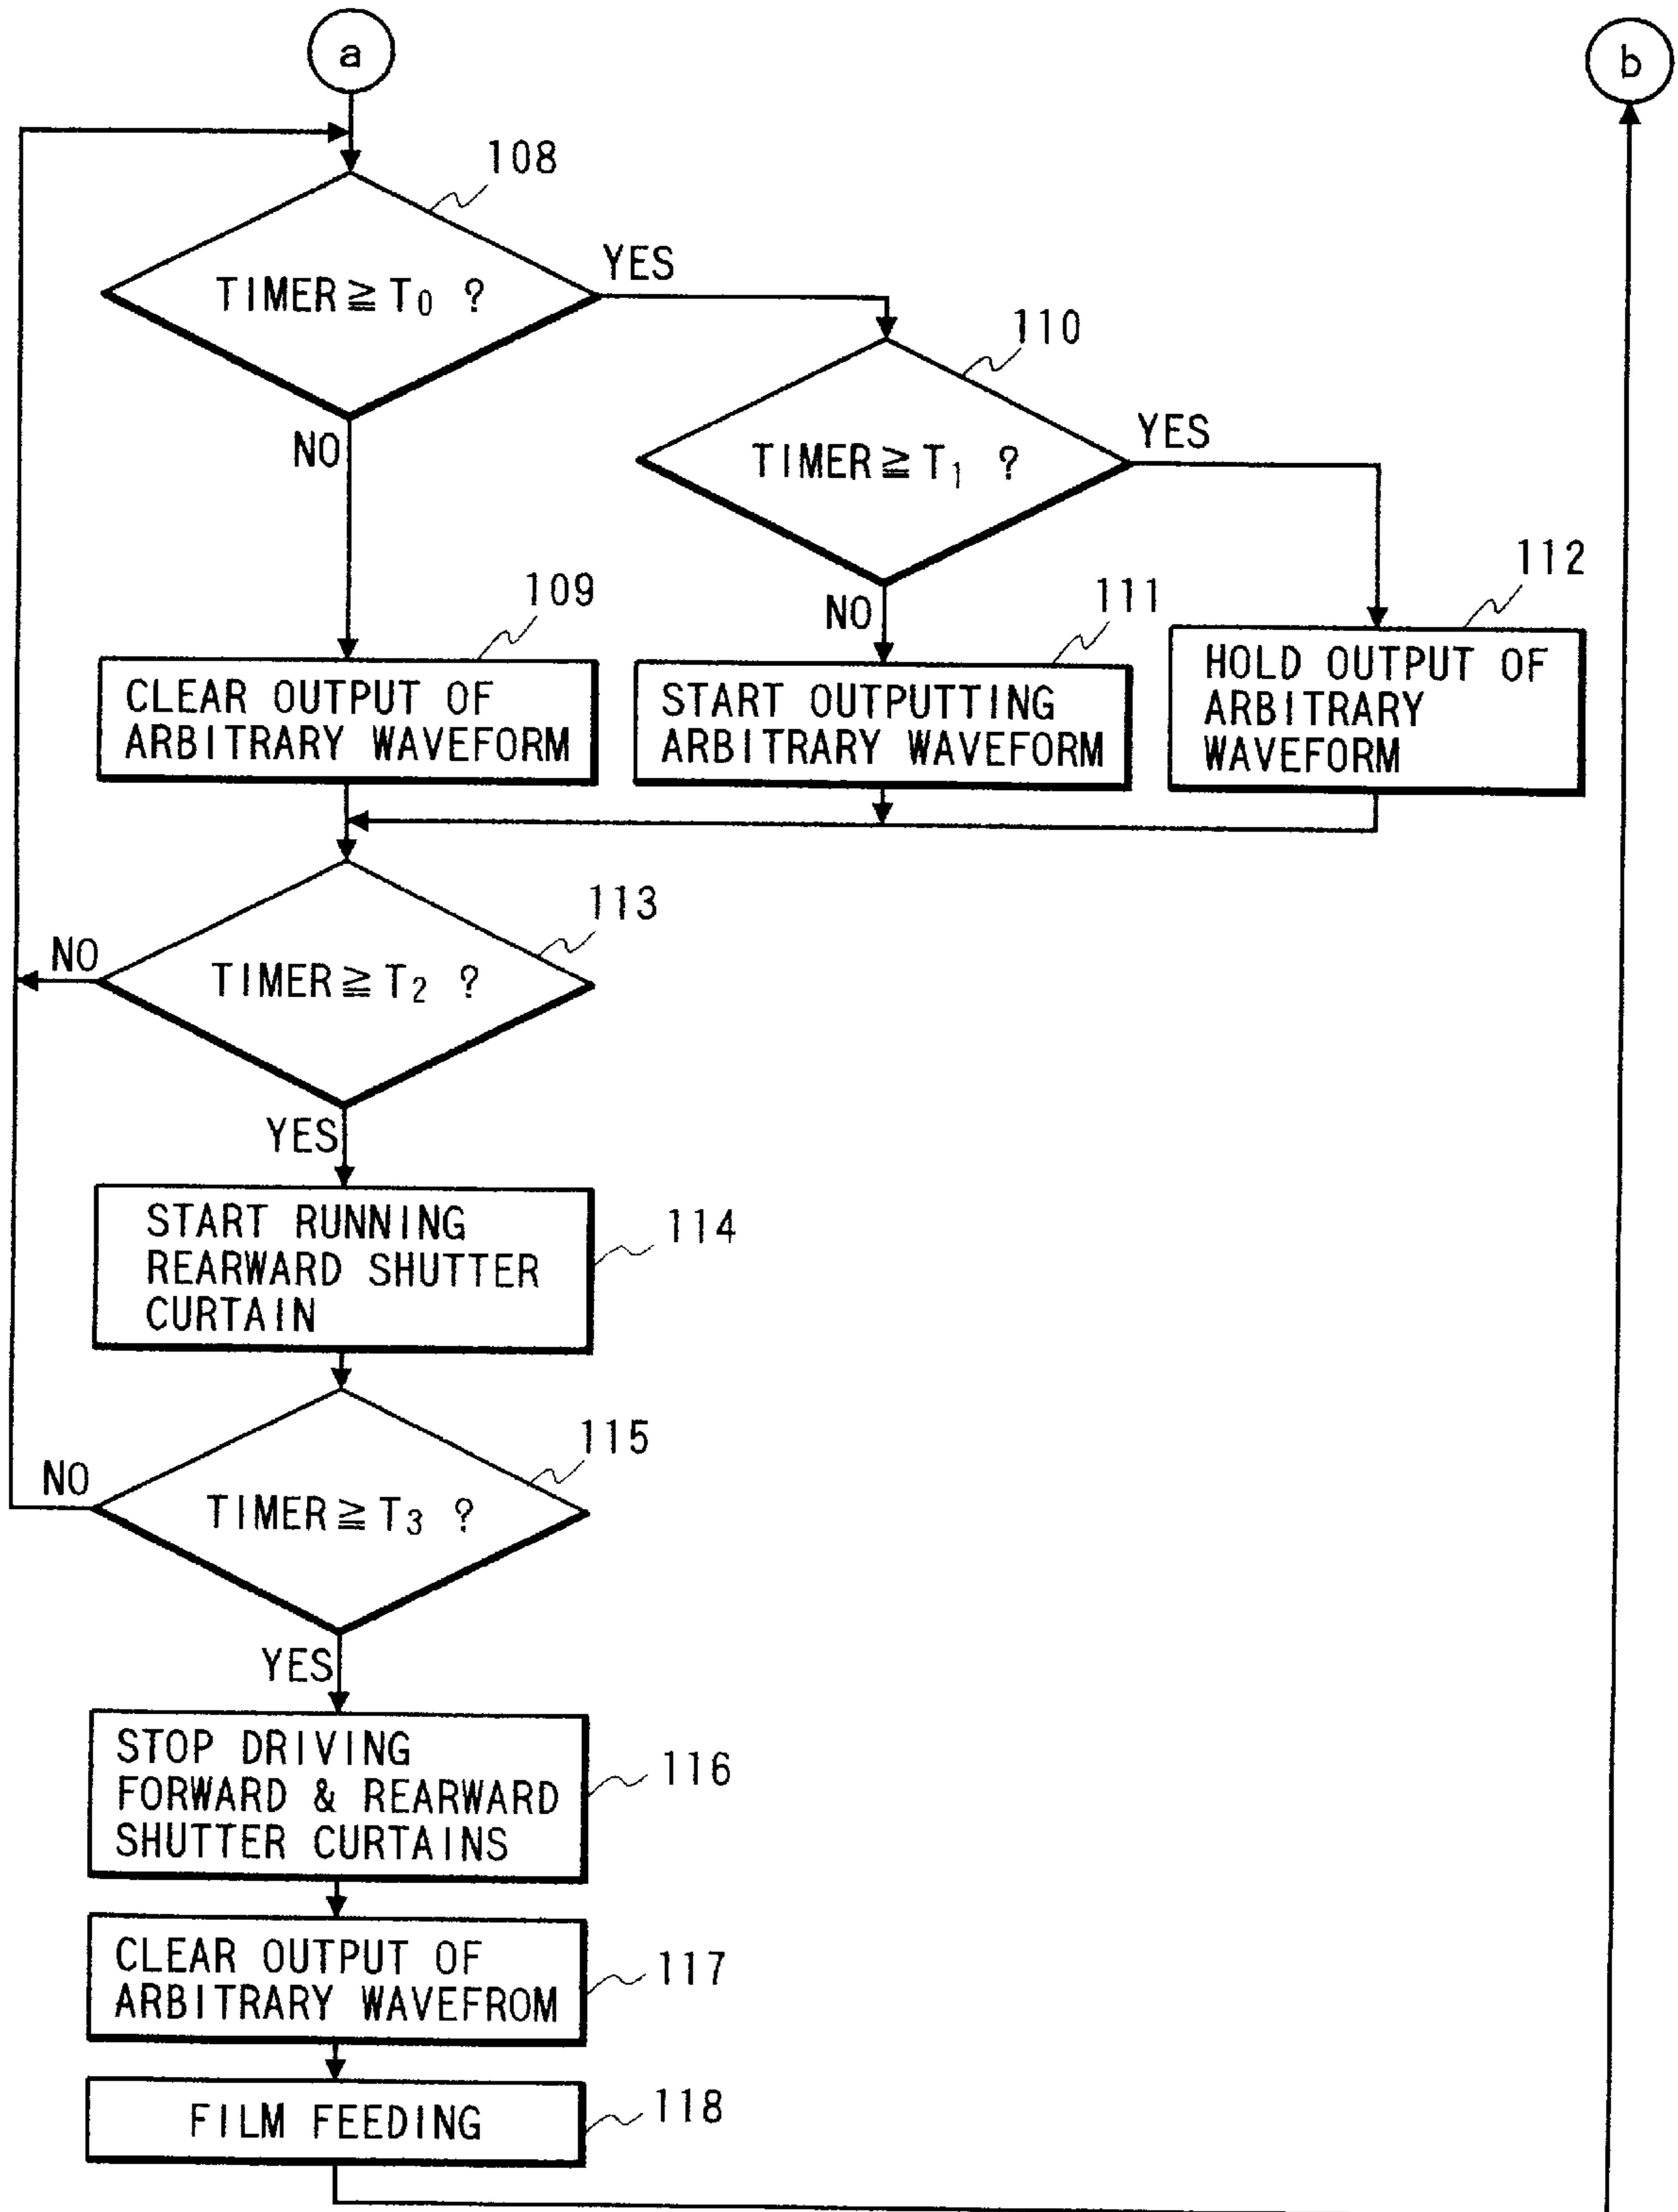 a
b
108
TIMER ≧ T0 ?
YES
NO
110
TIMER ≧ T1 ?
YES
NO
109
CLEAR OUTPUT OF
ARBITRARY WAVEFORM
111
START OUTPUTTING
ARBITRARY WAVEFORM
112
HOLD OUTPUT OF
ARBITRARY
WAVEFORM
113
NO
TIMER ≧ T2 ?
YES
START RUNNING
REARWARD SHUTTER
CURTAIN
114
115
NO
TIMER ≧ T3 ?
YES
STOP DRIVING
FORWARD & REARWARD
SHUTTER CURTAINS
116
CLEAR OUTPUT OF
ARBITRARY WAVEFROM
117
FILM FEEDING
118